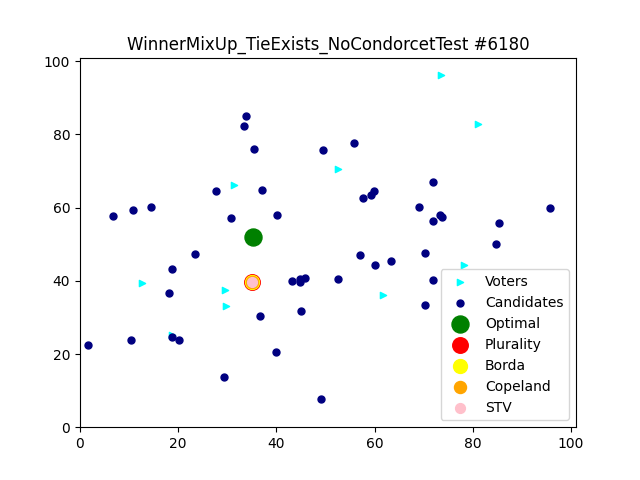 WinnerMixUp_TieExists_NoCondorcetTest #6180
100
80
60
40
20
0
0 20 40 60 80 100
Voters
Candidates
Optimal
Plurality
Borda
Copeland
STV